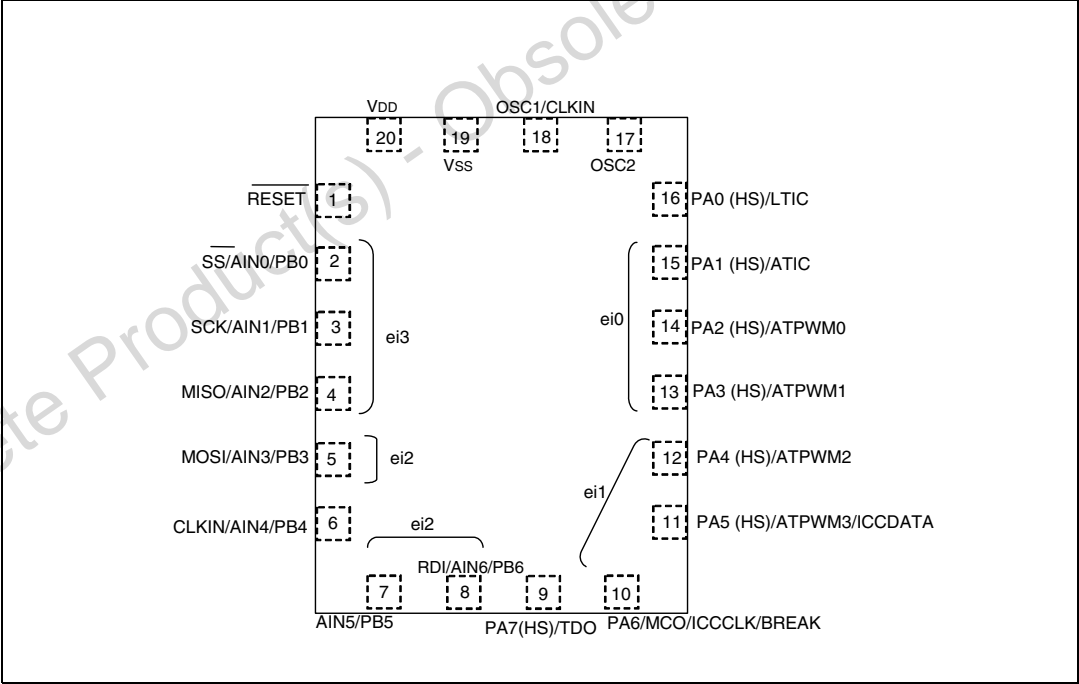 ete Product(s) - Obsole
VDD
OSC1/CLKIN
20
19
18
17
VSS
OSC2
RESET
1
16
PA0 (HS)/LTIC
SS/AIN0/PB0
2
15
PA1 (HS)/ATIC
SCK/AIN1/PB1
3
ei3
ei0
14
PA2 (HS)/ATPWM0
MISO/AIN2/PB2
4
13
PA3 (HS)/ATPWM1
MOSI/AIN3/PB3
5
ei2
12
PA4 (HS)/ATPWM2
ei1
CLKIN/AIN4/PB4
6
ei2
11
PA5 (HS)/ATPWM3/ICCDATA
RDI/AIN6/PB6
7
8
9
10
AIN5/PB5
PA7(HS)/TDO
PA6/MCO/ICCCLK/BREAK